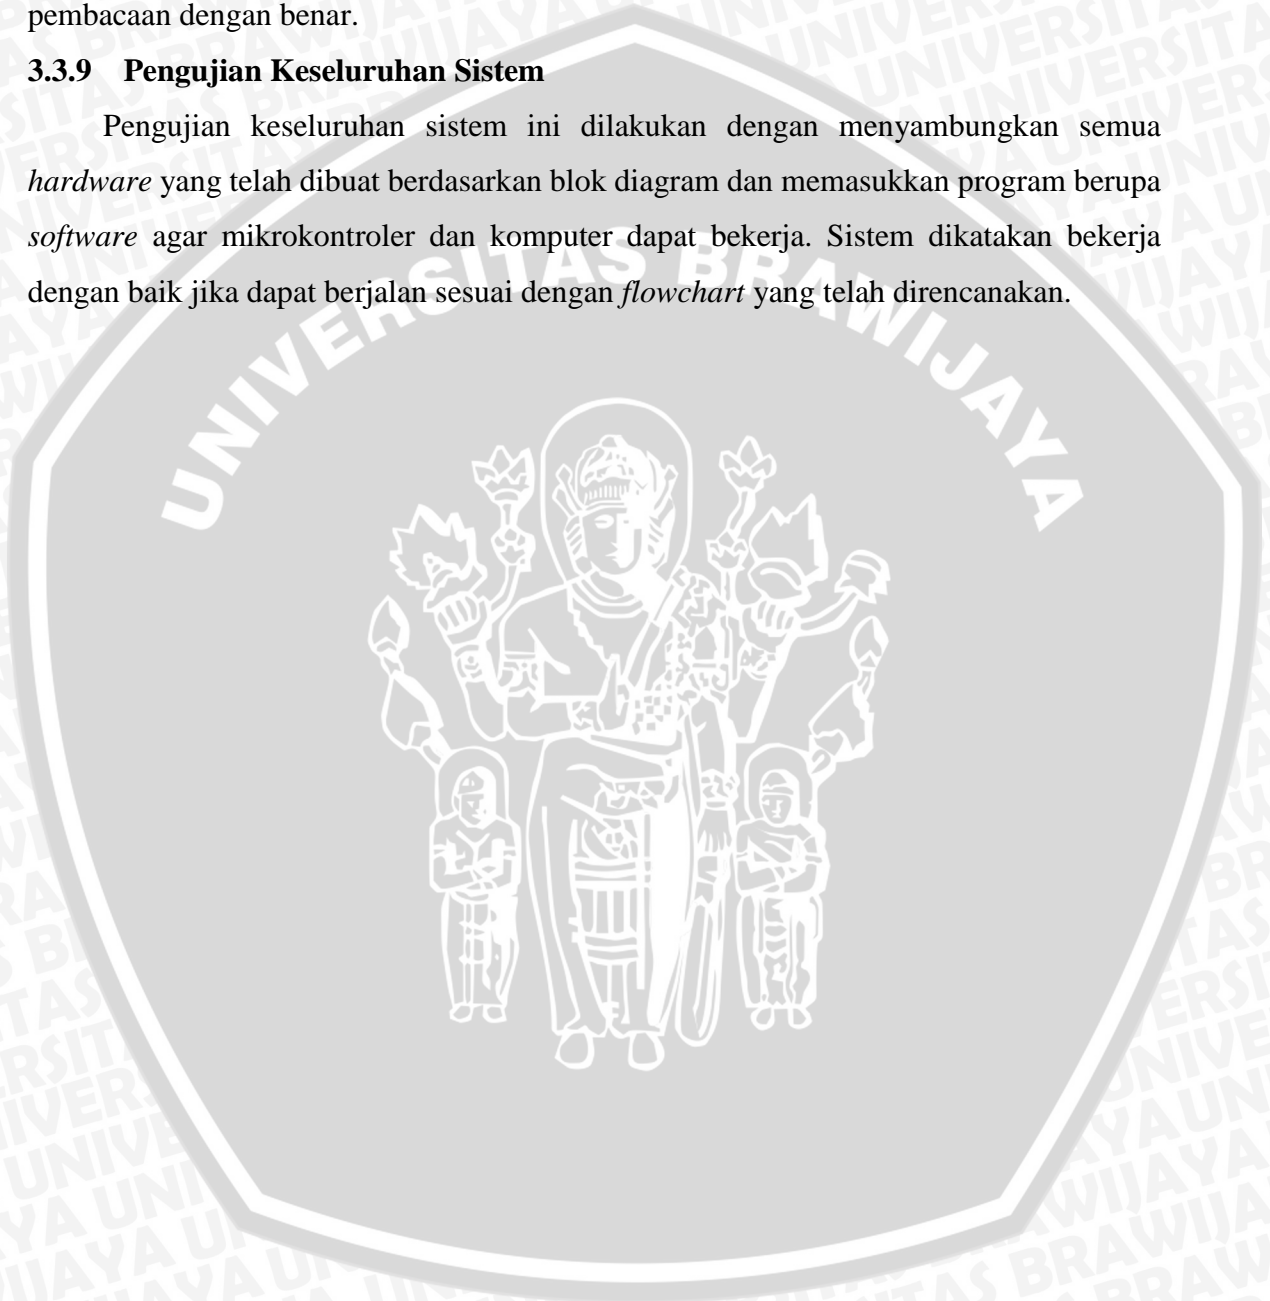 pembacaan dengan benar.
3.3.9 Pengujian Keseluruhan Sistem
Pengujian keseluruhan sistem ini dilakukan dengan menyambungkan semua
hardware yang telah dibuat berdasarkan blok diagram dan memasukkan program berupa
software agar mikrokontroler dan komputer dapat bekerja. Sistem dikatakan bekerja
dengan baik jika dapat berjalan sesuai dengan flowchart yang telah direncanakan.
UNIVERSITAS BRAWIJAYA